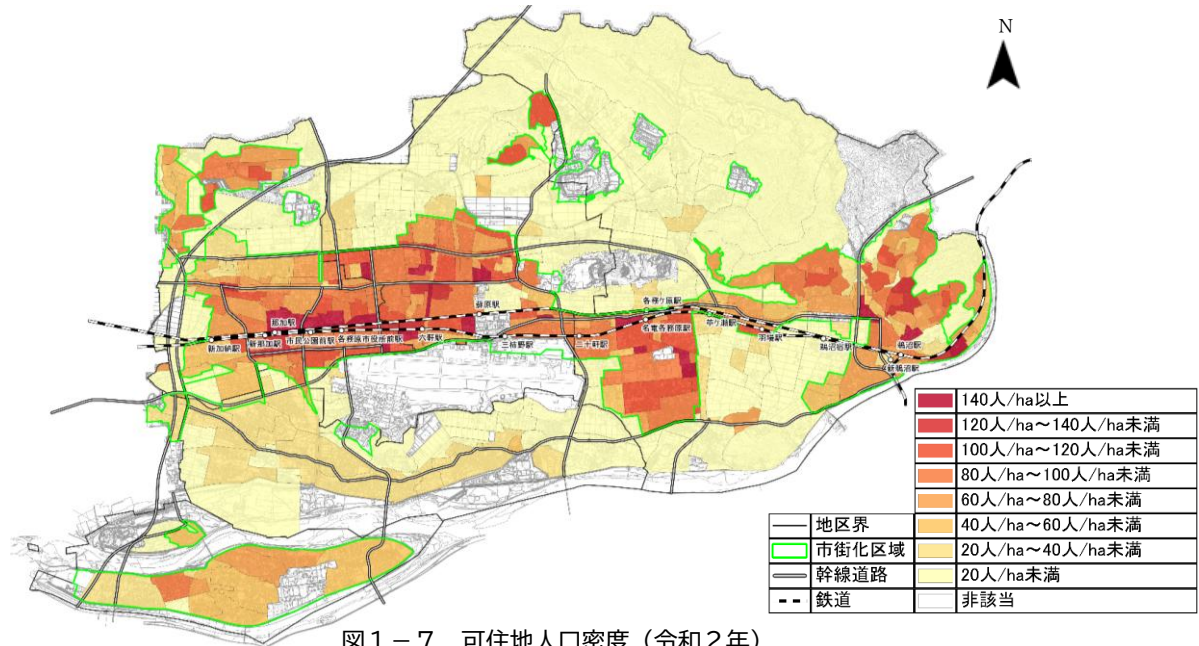 N
各務ヶ原駅
蘇原駅
那加駅
名電各務原駅
苧ヶ瀬駅
新加納駅
新那加駅
市民公園前駅
各務原市役所前駅
六軒駅
三柿野駅
二十軒駅
羽場駅
鵜沼宿駅
鵜沼駅
新鵜沼駅
140人/ha以上
120人/ha～140人/ha未満
100人/ha～120人/ha未満
80人/ha～100人/ha未満
60人/ha～80人/ha未満
地区界 40人/ha～60人/ha未満
市街化区域 20人/ha～40人/ha未満
幹線道路 20人/ha未満
鉄道 非該当
図１－７ 可住地人口密度（令和２年）